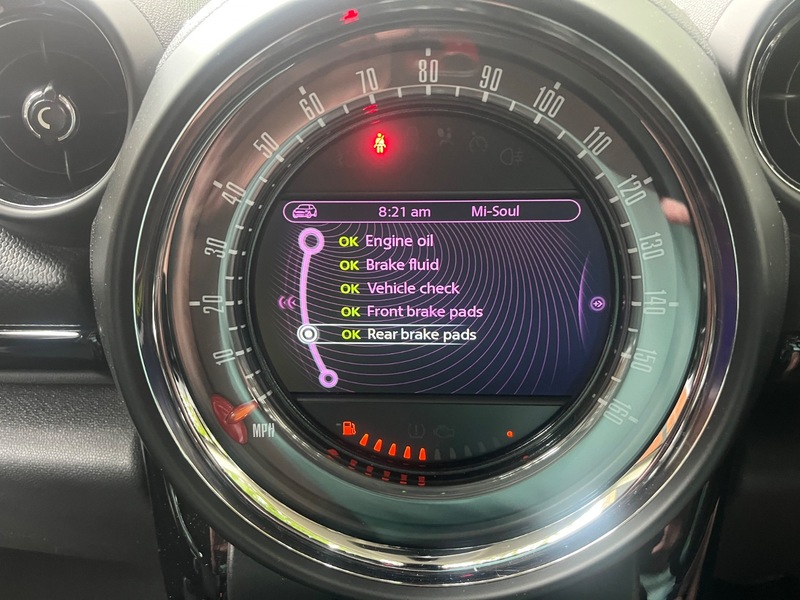 80
70
90
60
100
50
110
40
120
8:21 am Mi-Soul
30
OK Engine oil
130
OK Brake fluid
OK Vehicle check
20
140
OK Front brake pads
OK Rear brake pads
10
150
160
MPH